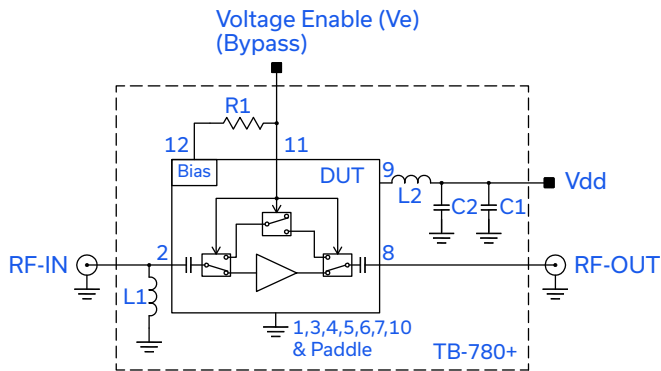 Voltage Enable (Ve)
(Bypass)
R1
12
11
Bias
DUT
9
L2
C2
C1
Vdd
RF-IN
2
8
RF-OUT
L1
1,3,4,5,6,7,10
& Paddle
TB-780+